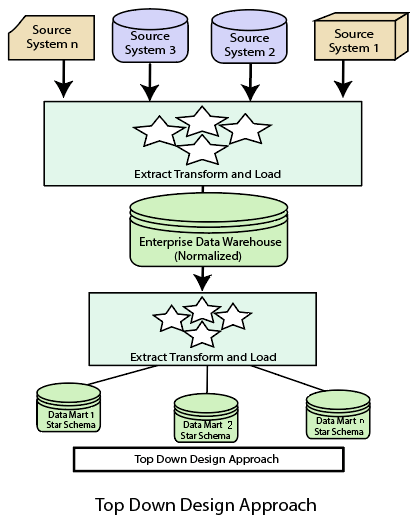 Source
System n
Source
System 3
Source
System 2
Source
System 1
Extract Transform and Load
Enterprise Data Warehouse
(Normalized)
Extract Transform and Load
Data Mart 1
Star Schema
Data Mart 2
Star Schema
Data Mart n
Star Schema
Top Down Design Approach
Top Down Design Approach